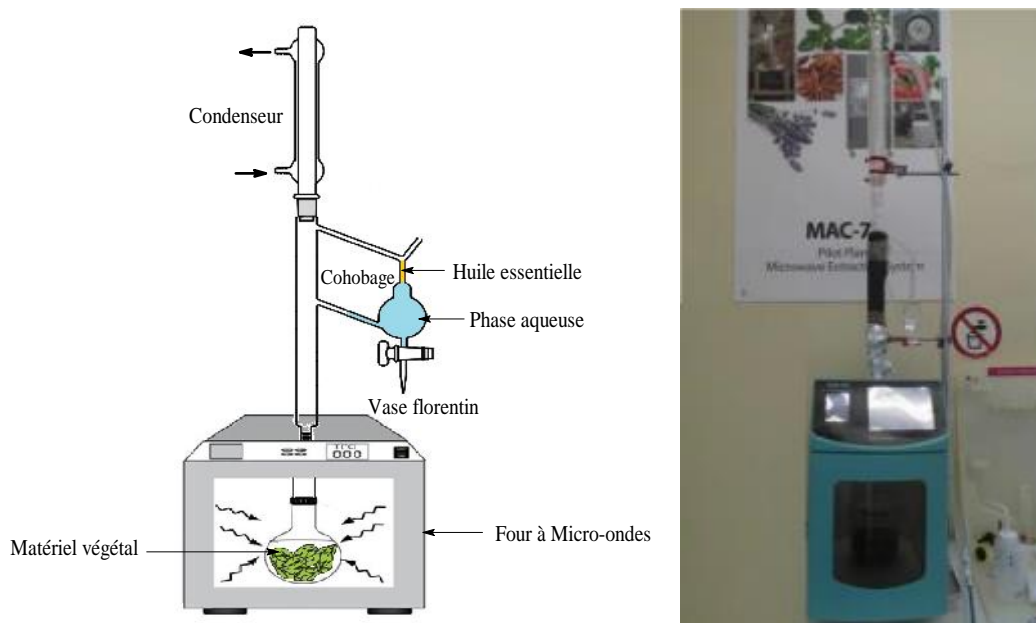 Condenseur
Cohobage
Huile essentielle
Phase aqueuse
Vase florentin
Matériel végétal
Four à Micro-ondes
MAC-7
Pilot Plant
Microwave Extraction System